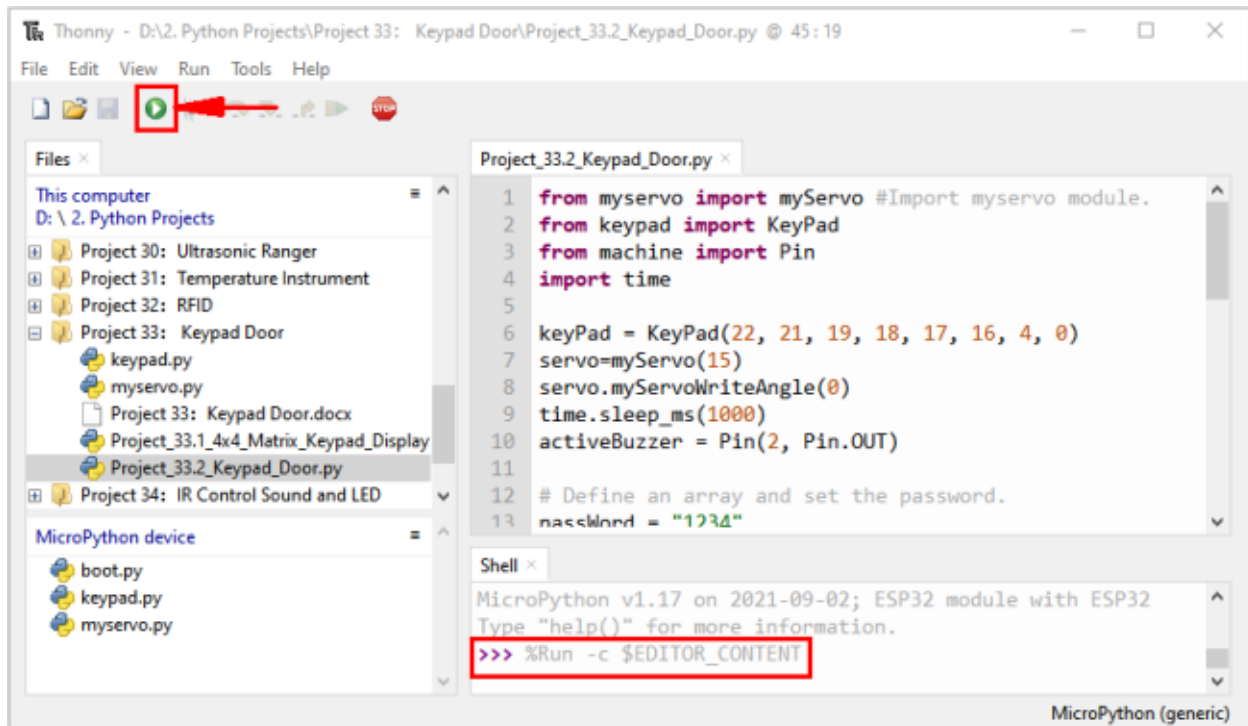 Thonny - D:\2. Python Projects\Project 33: Keypad Door\Project_33.2_Keypad_Door.py @ 45:19
File Edit View Run Tools Help
STOP
Files
This computer
D: \ 2. Python Projects
Project 30: Ultrasonic Ranger
Project 31: Temperature Instrument
Project 32: RFID
Project 33: Keypad Door
keypad.py
myservo.py
Project 33: Keypad Door.docx
Project_33.1_4x4_Matrix_Keypad_Display
Project_33.2_Keypad_Door.py
Project 34: IR Control Sound and LED
MicroPython device
boot.py
keypad.py
myservo.py
Project_33.2_Keypad_Door.py
1 from myservo import myServo #Import myservo module.
2 from keypad import KeyPad
3 from machine import Pin
4 import time
5
6 keyPad = KeyPad(22, 21, 19, 18, 17, 16, 4, 0)
7 servo=myServo(15)
8 servo.myServoWriteAngle(0)
9 time.sleep_ms(1000)
10 activeBuzzer = Pin(2, Pin.OUT)
11
12 # Define an array and set the password.
13 passWord = "1234"
Shell
MicroPython v1.17 on 2021-09-02; ESP32 module with ESP32
Type "help()" for more information.
>>> %Run -c $EDITOR_CONTENT
MicroPython (generic)